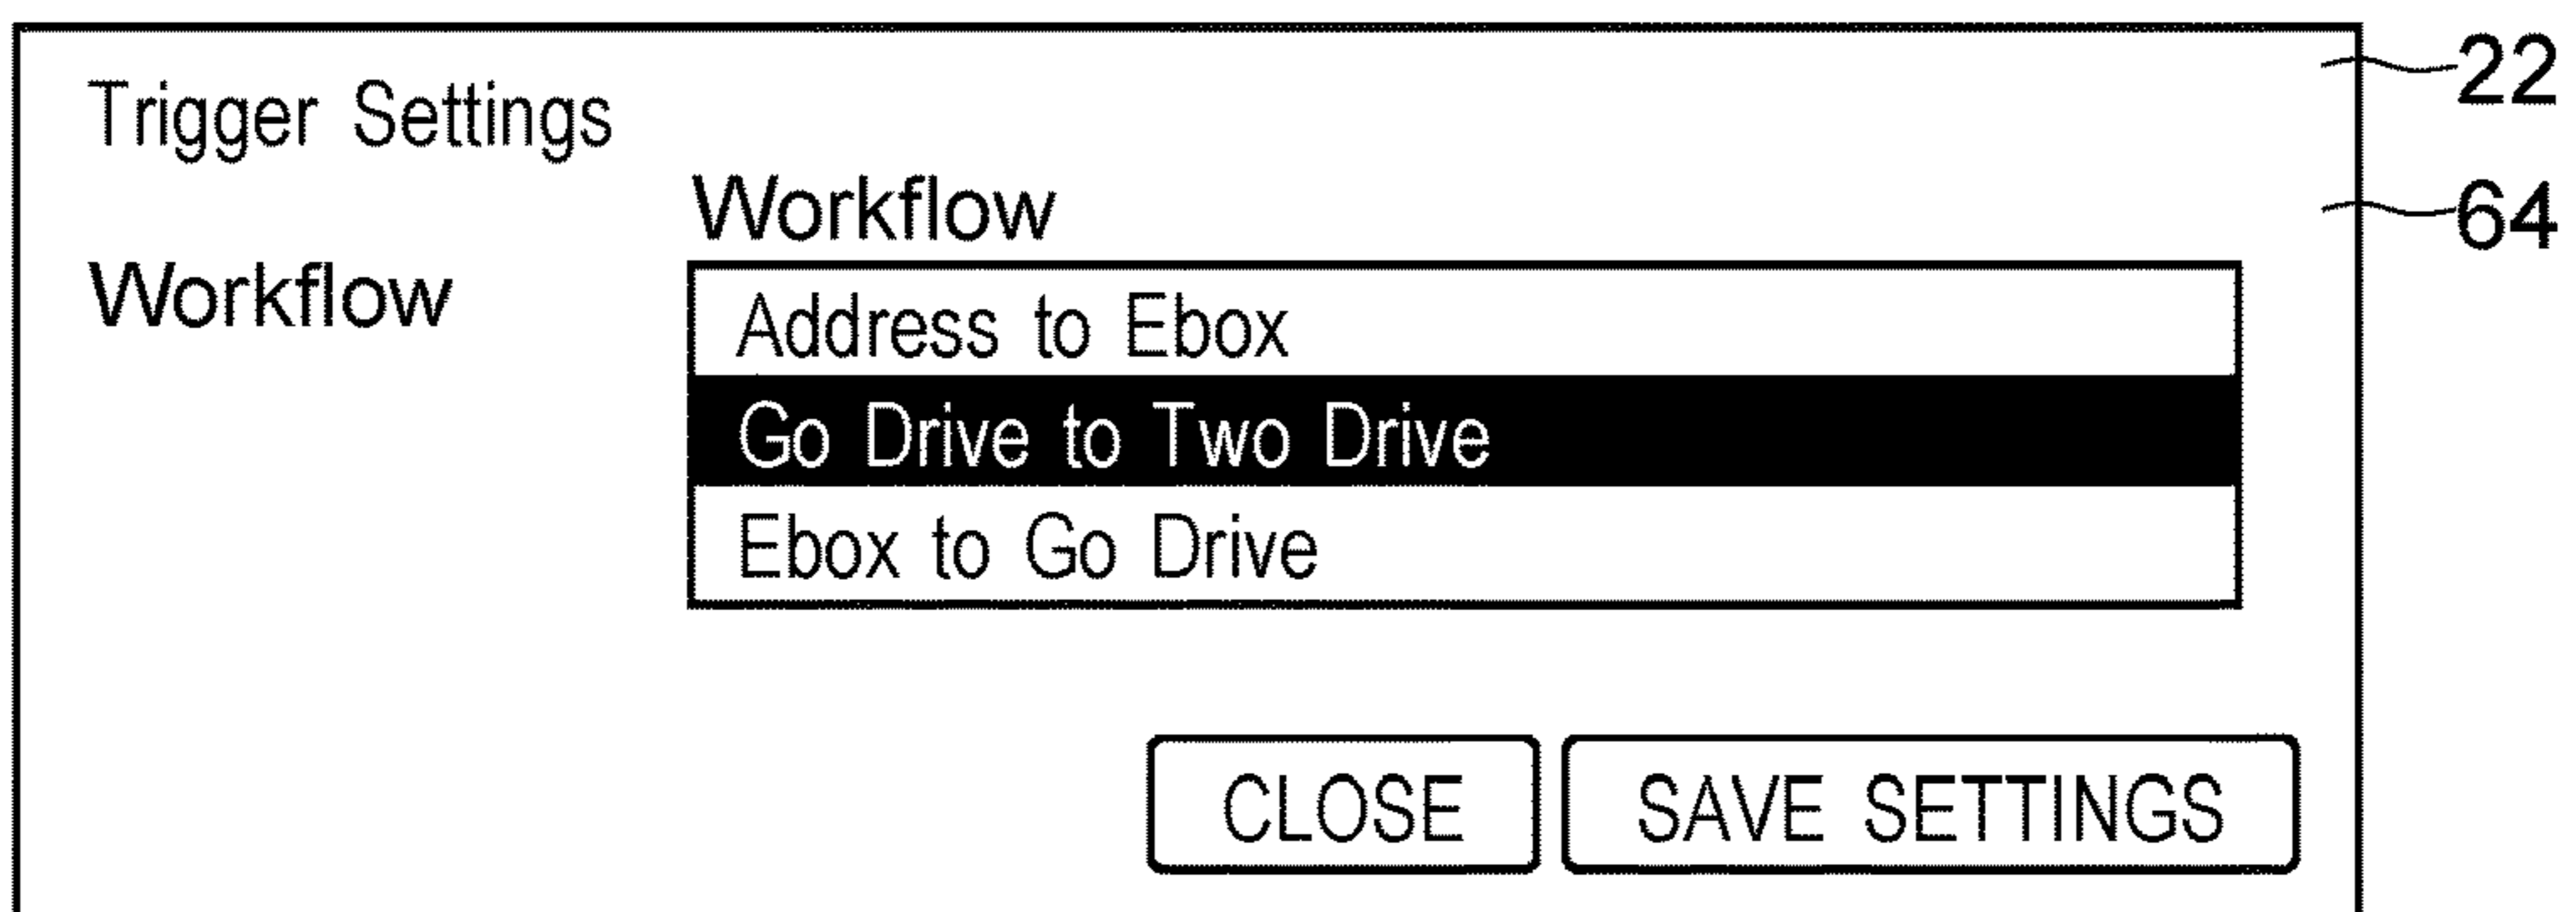 Trigger Settings
22
Workflow
64
Workflow
Address to Ebox
Go Drive to Two Drive
Ebox to Go Drive
CLOSE
SAVE SETTINGS